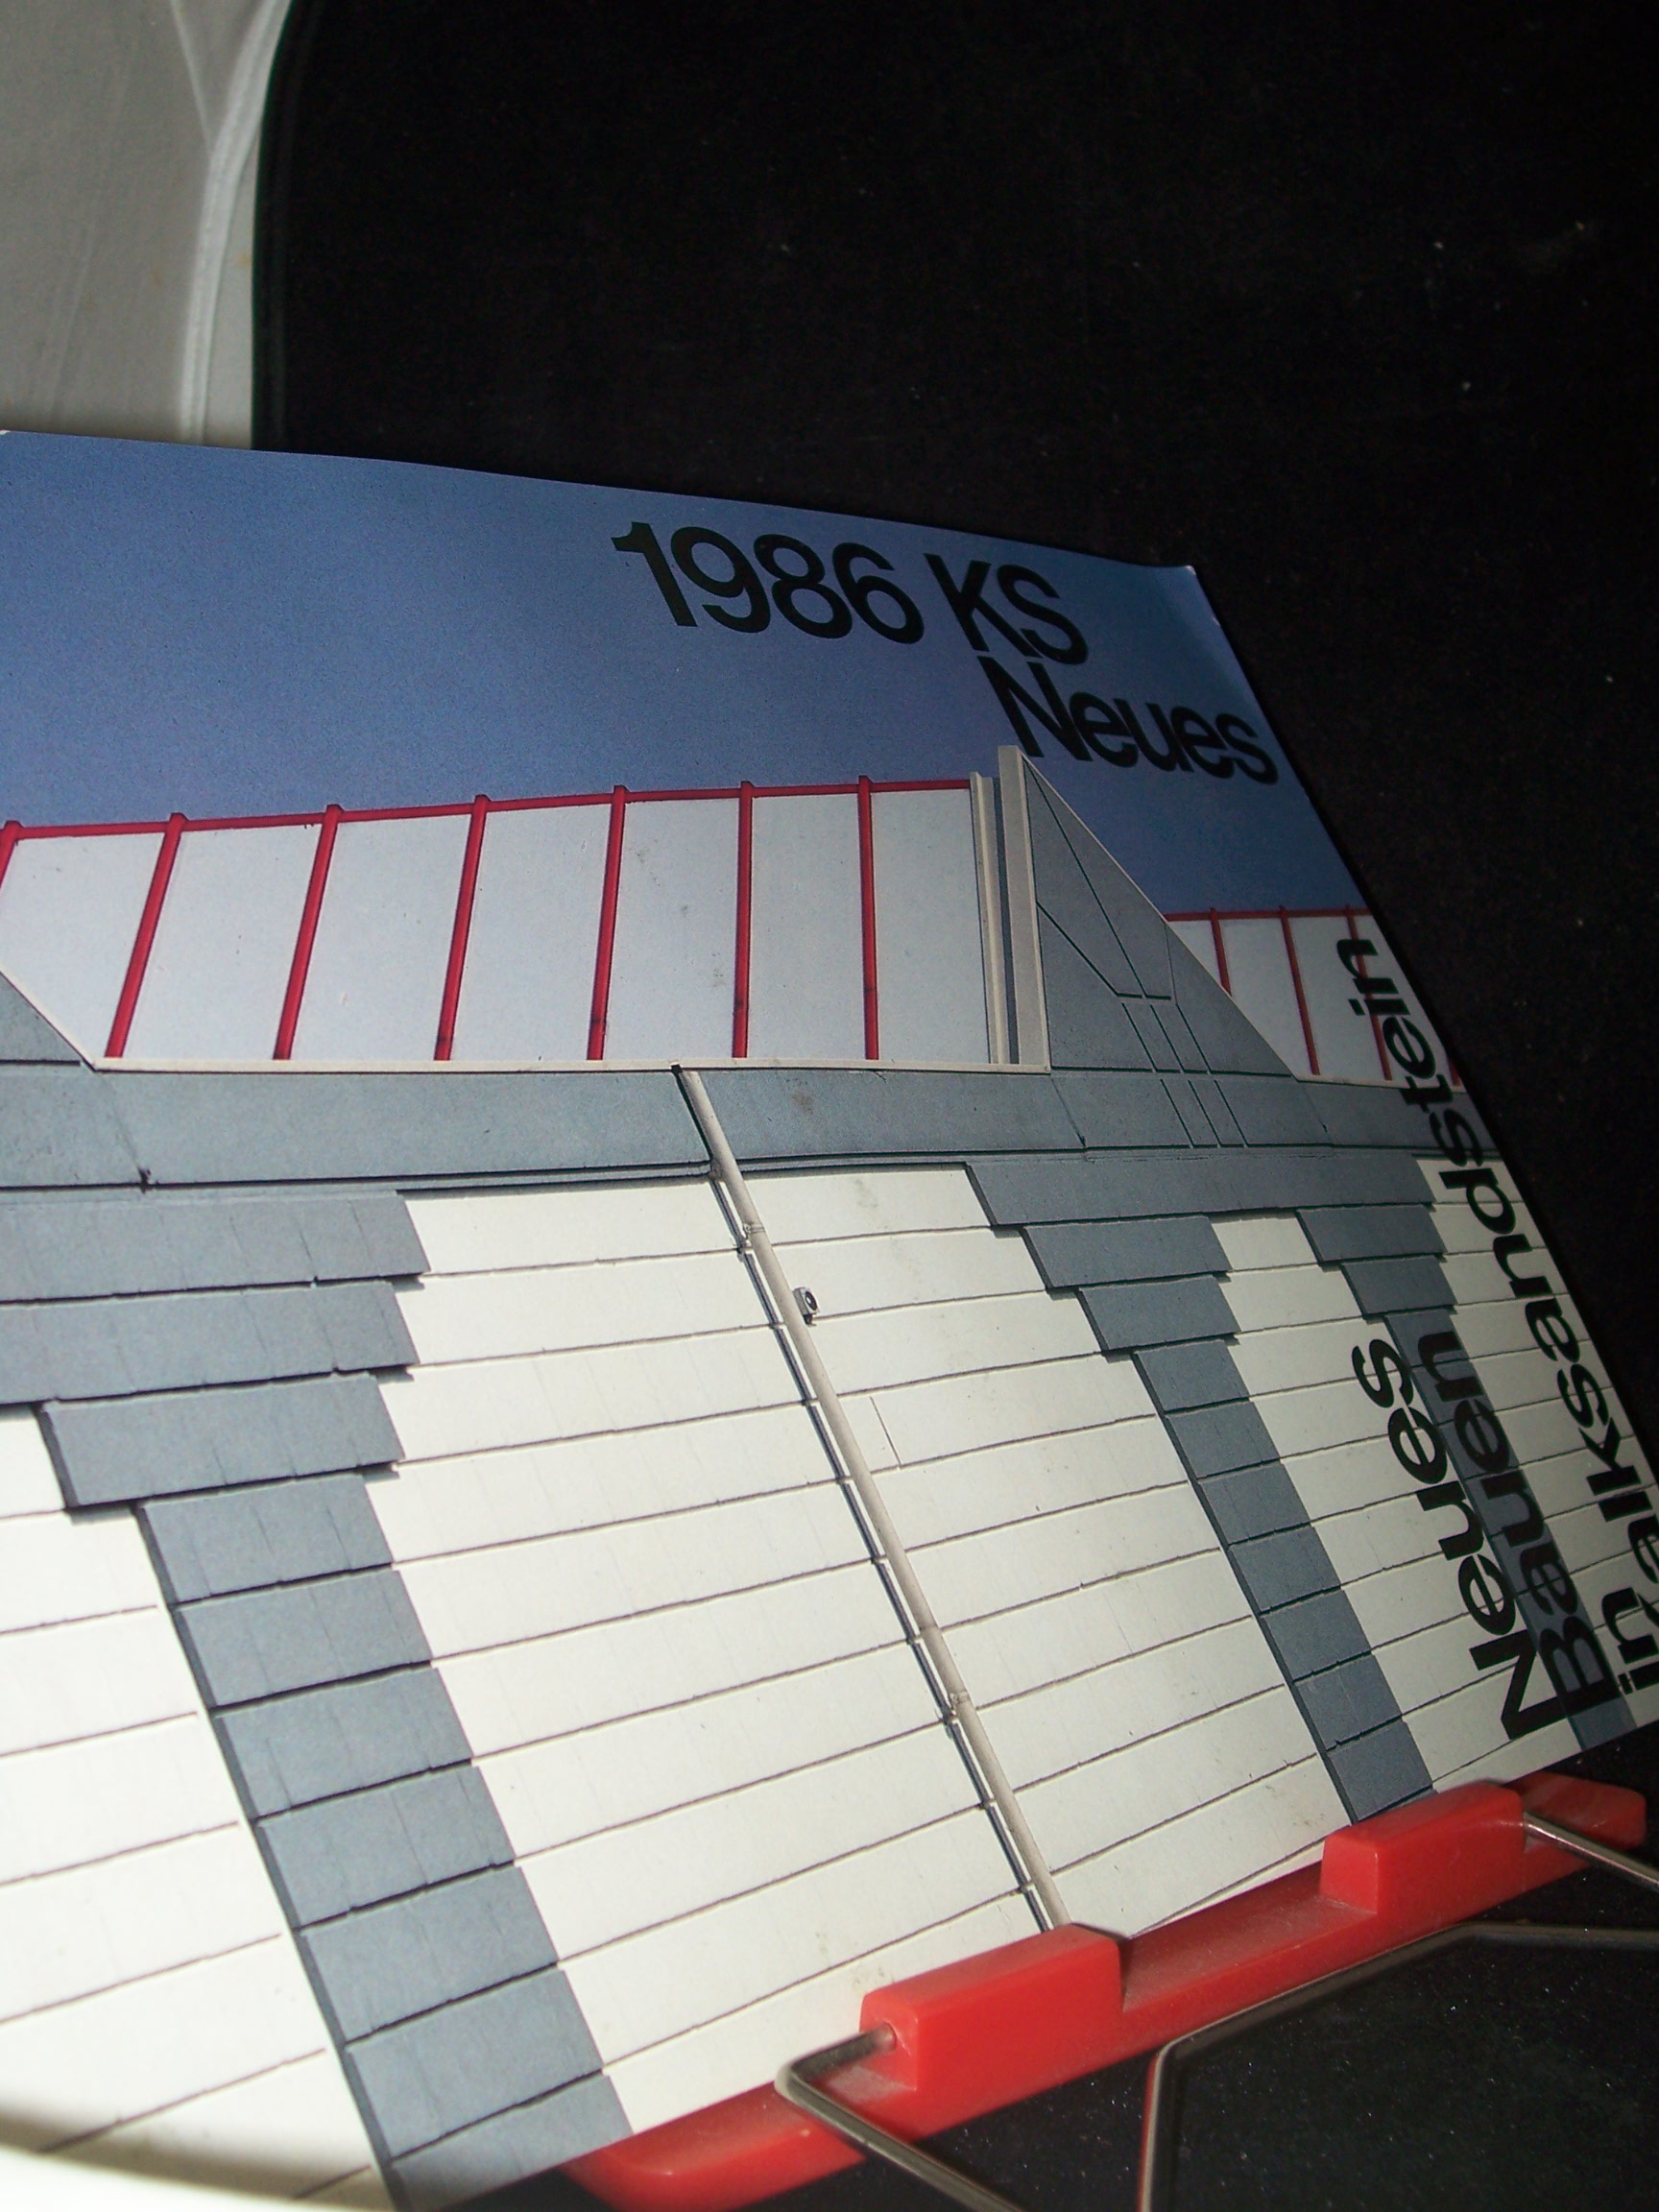 1986 KS
Neues
Neues
Bauen
in Kalksandstein